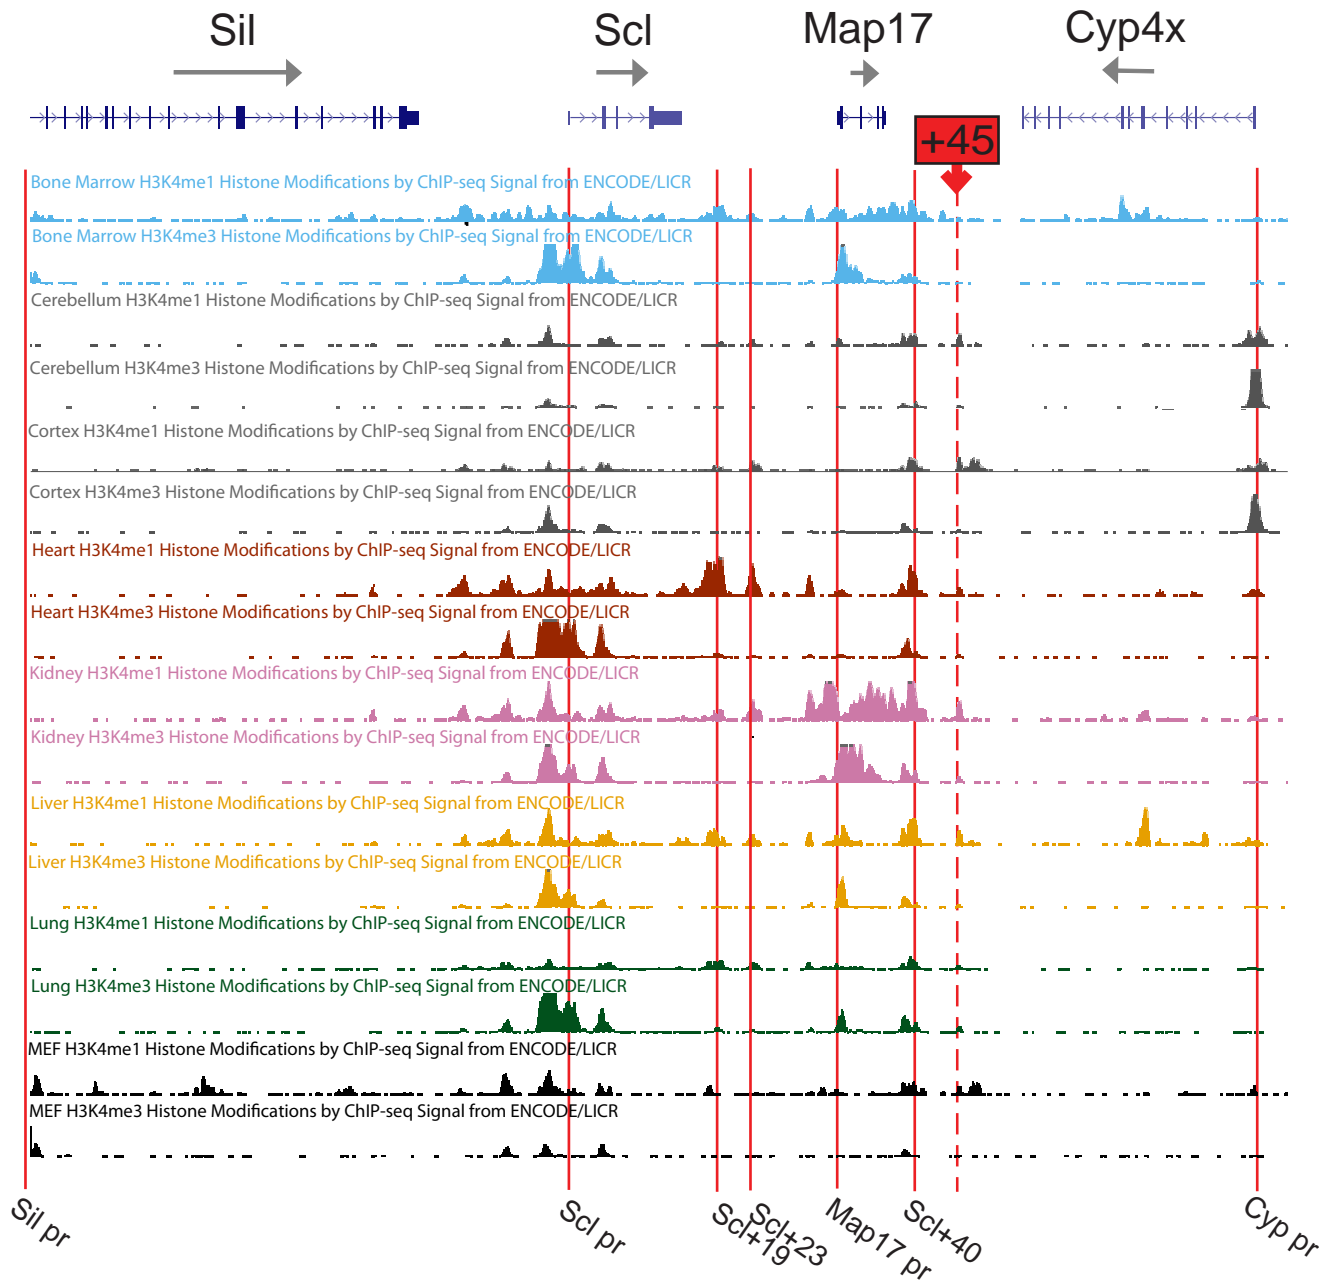 Sil Scl Map17 Cyp4x
+45
Bone Marrow H3K4me1 Histone Modifications by ChIP-seq Signal from ENCODE/LICR
Bone Marrow H3K4me3 Histone Modifications by ChIP-seq Signal from ENCODE/LICR
Cerebellum H3K4me1 Histone Modifications by ChIP-seq Signal from ENCODE/LICR
Cerebellum H3K4me3 Histone Modifications by ChIP-seq Signal from ENCODE/LICR
Cortex H3K4me1 Histone Modifications by ChIP-seq Signal from ENCODE/LICR
Cortex H3K4me3 Histone Modifications by ChIP-seq Signal from ENCODE/LICR
Heart H3K4me1 Histone Modifications by ChIP-seq Signal from ENCODE/LICR
Heart H3K4me3 Histone Modifications by ChIP-seq Signal from ENCODE/LICR
Kidney H3K4me1 Histone Modifications by ChIP-seq Signal from ENCODE/LICR
Kidney H3K4me3 Histone Modifications by ChIP-seq Signal from ENCODE/LICR
Liver H3K4me1 Histone Modifications by ChIP-seq Signal from ENCODE/LICR
Liver H3K4me3 Histone Modifications by ChIP-seq Signal from ENCODE/LICR
Lung H3K4me1 Histone Modifications by ChIP-seq Signal from ENCODE/LICR
Lung H3K4me3 Histone Modifications by ChIP-seq Signal from ENCODE/LICR
MEF H3K4me1 Histone Modifications by ChIP-seq Signal from ENCODE/LICR
MEF H3K4me3 Histone Modifications by ChIP-seq Signal from ENCODE/LICR
Sil pr
Scl pr
Scl+19
Scl+23
Map17 pr
Scl+40
Cyp pr